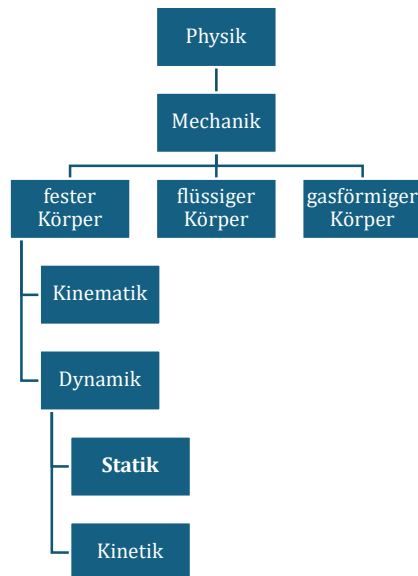 Physik
Mechanik
fester
Körper
flüssiger
Körper
gasförmiger
Körper
Kinematik
Dynamik
Statik
Kinetik